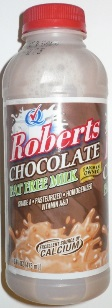 Roberts
CHOCOLATE
FAT FREE MILK
GRADE A • PASTEURIZED • HOMOGENIZED
VITAMIN A&D
EXCELLENT SOURCE OF
CALCIUM